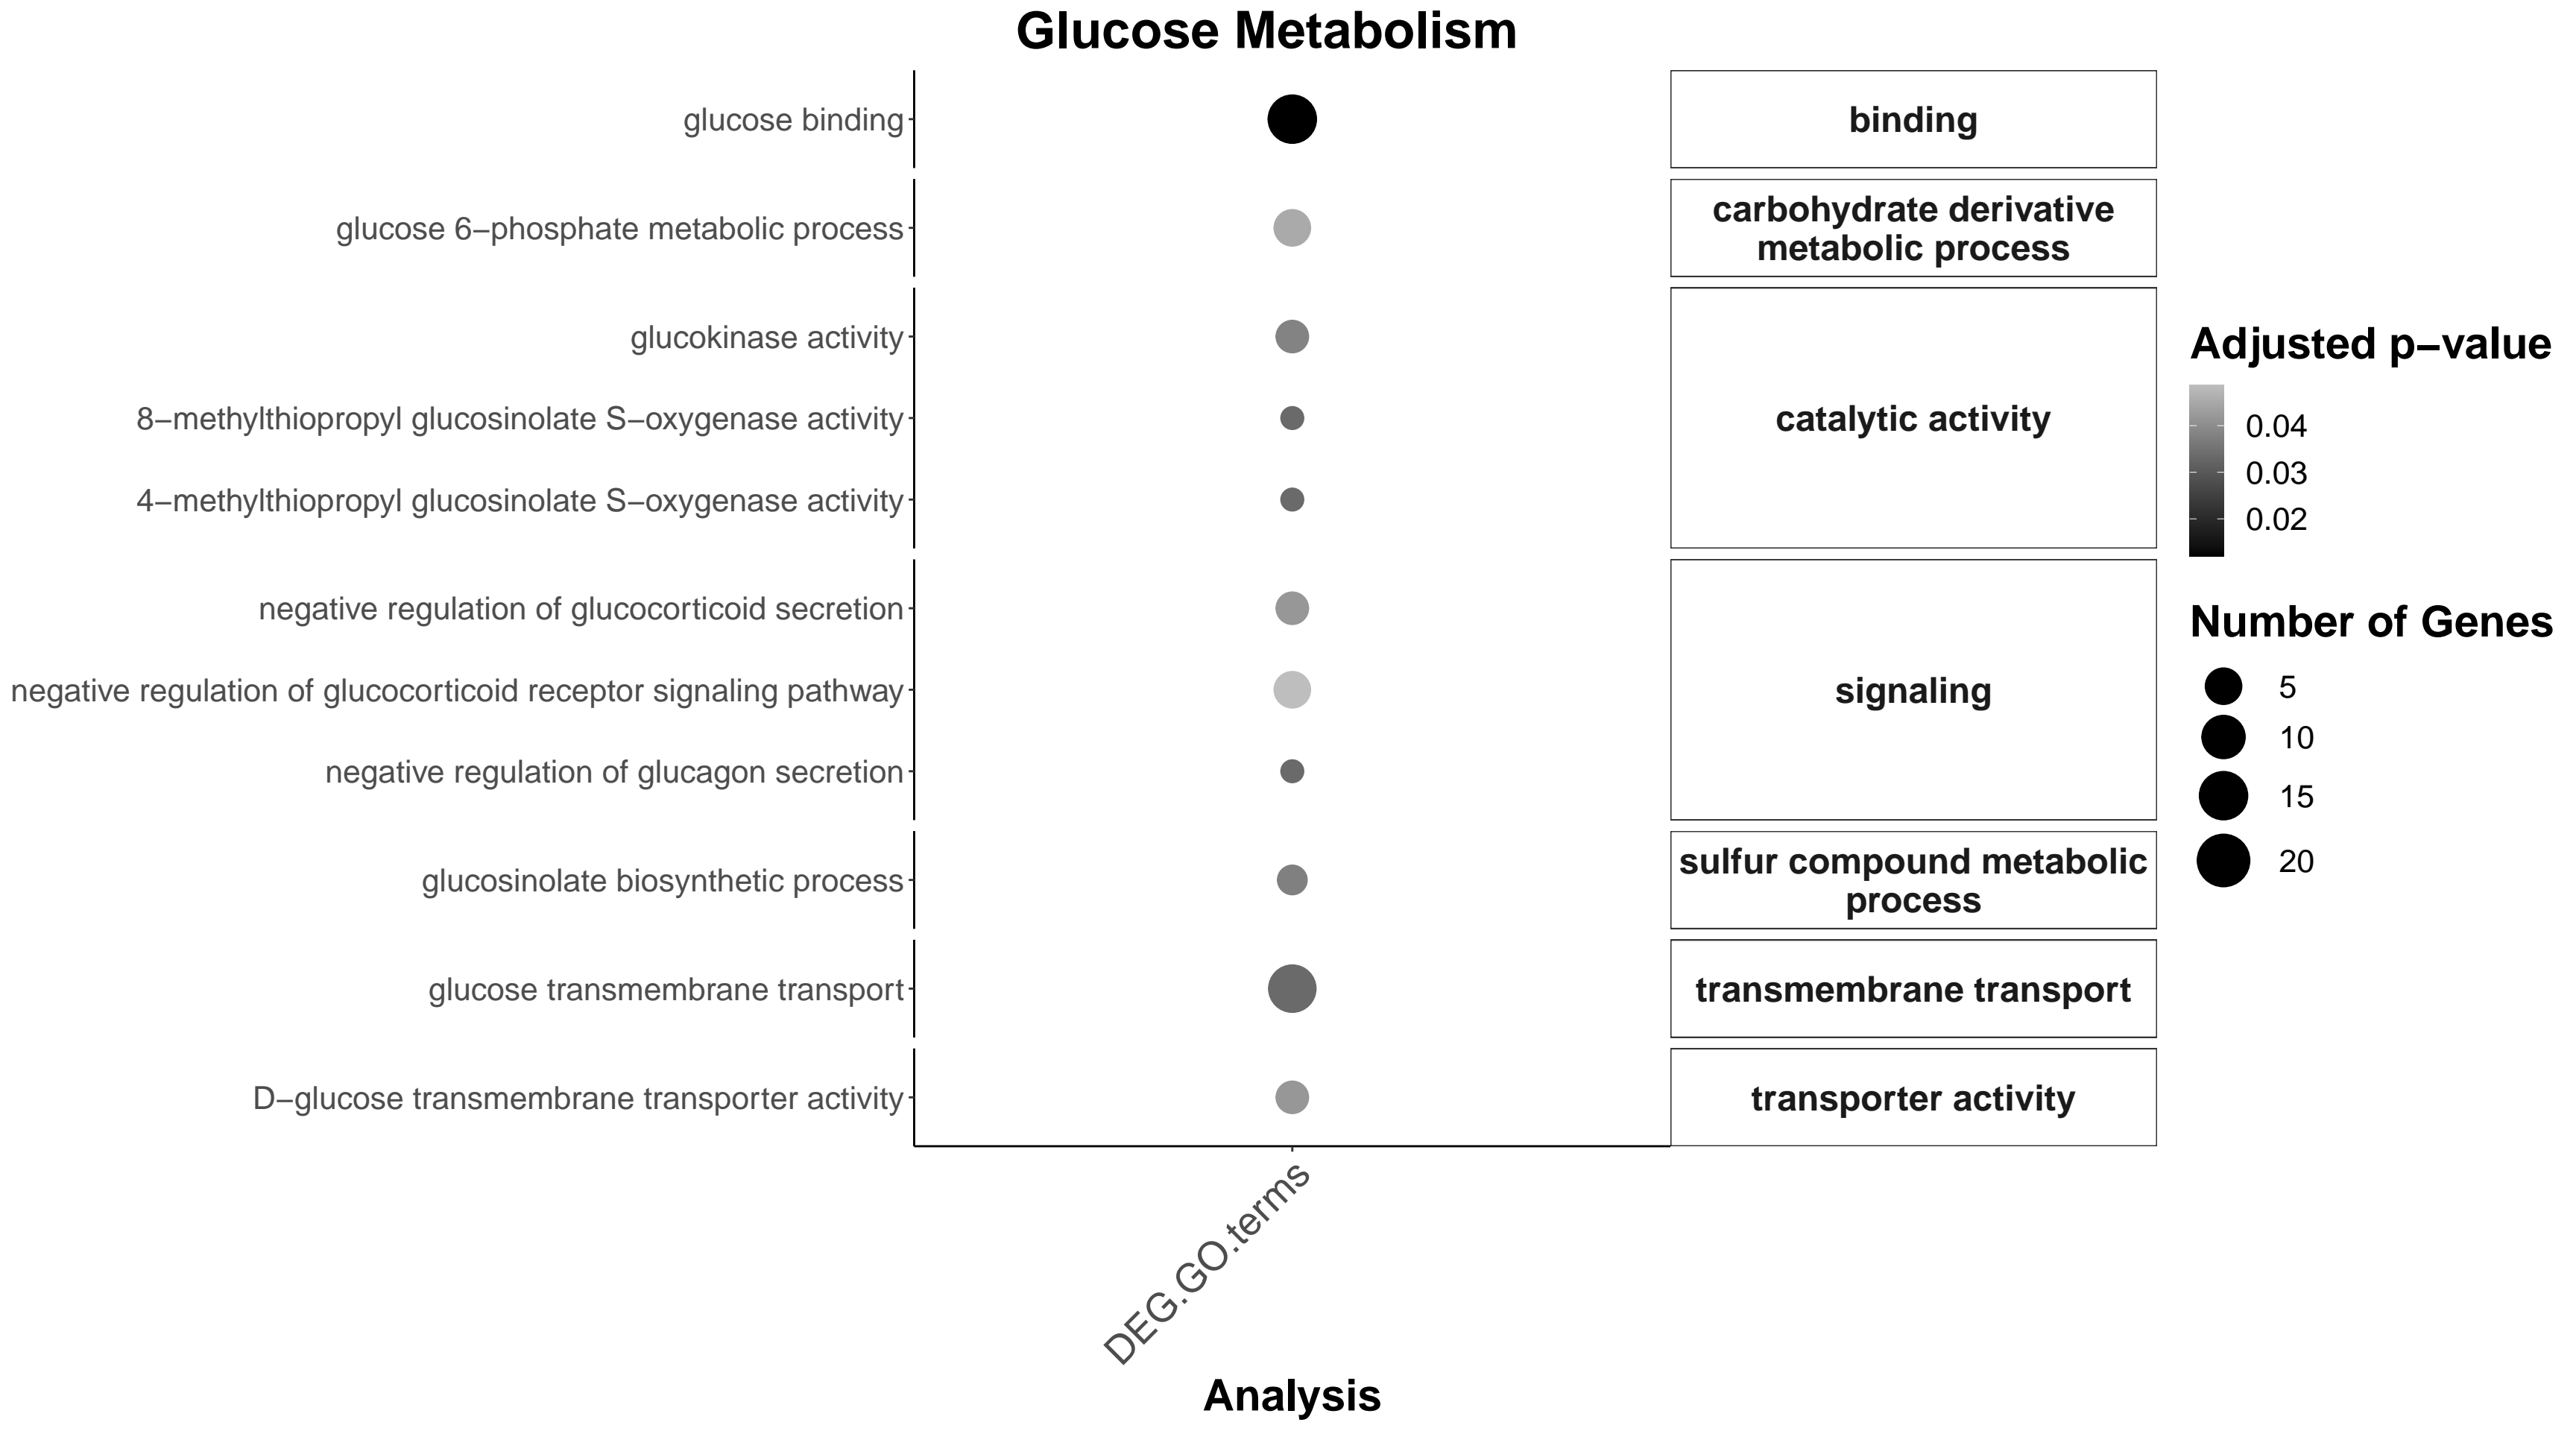 Glucose Metabolism
glucose binding
binding
glucose 6−phosphate metabolic process
carbohydrate derivative
metabolic process
glucokinase activity
8−methylthiopropyl glucosinolate S−oxygenase activity
4−methylthiopropyl glucosinolate S−oxygenase activity
catalytic activity
negative regulation of glucocorticoid secretion
negative regulation of glucocorticoid receptor signaling pathway
negative regulation of glucagon secretion
signaling
glucosinolate biosynthetic process
sulfur compound metabolic
process
glucose transmembrane transport
transmembrane transport
D−glucose transmembrane transporter activity
transporter activity
DEG.GO.terms
Analysis
Adjusted p−value
0.04
0.03
0.02
Number of Genes
5
10
15
20